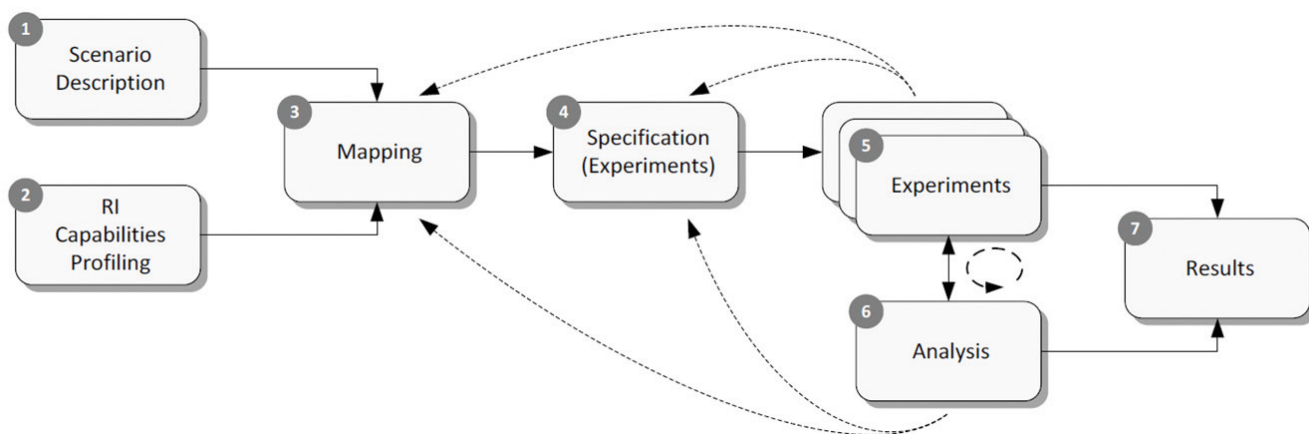 1
Scenario
Description
2
RI
Capabilities
Profiling
3
Mapping
4
Specification
(Experiments)
5
Experiments
6
Analysis
7
Results